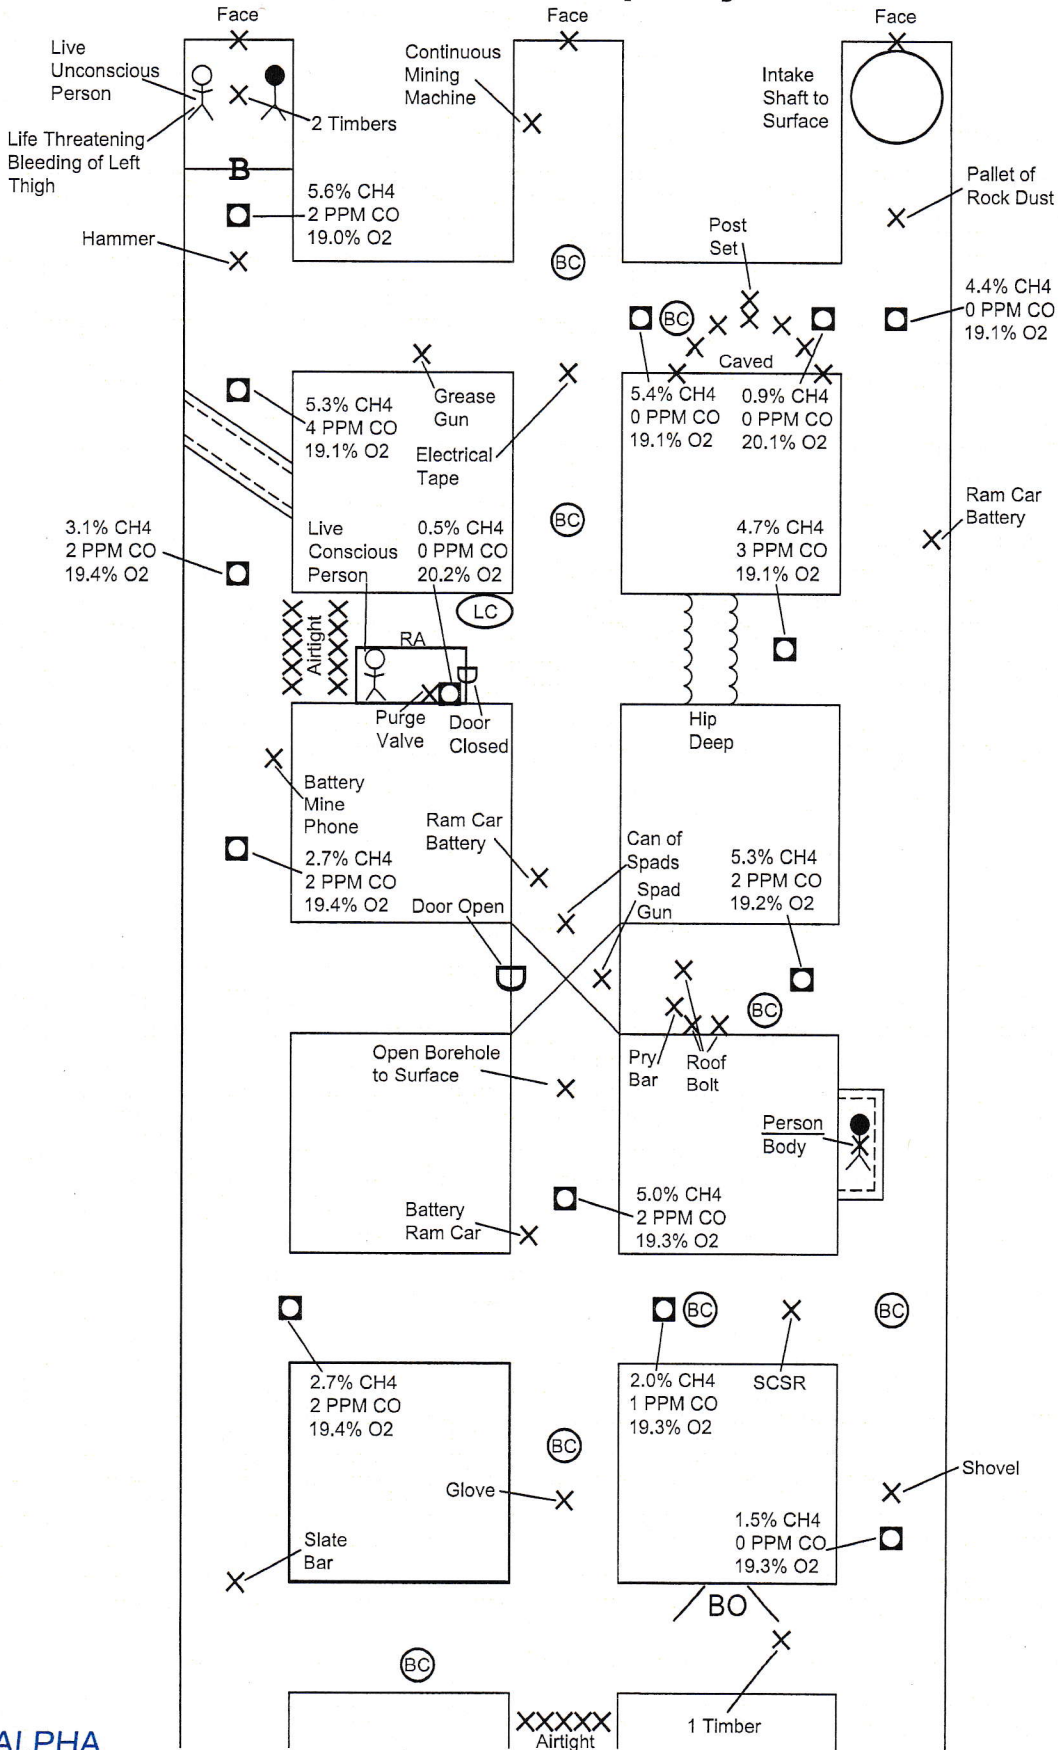 Face
Face
Face
Live
Unconscious
Person
Continuous
Mining
Machine
Intake
Shaft to
Surface
2 Timbers
Life Threatening
Bleeding of Left
Thigh
B
5.6% CH4
2 PPM CO
19.0% O2
Pallet of
Rock Dust
Hammer
Post
Set
BC
4.4% CH4
0 PPM CO
19.1% O2
BC
Caved
Grease
Gun
5.3% CH4
4 PPM CO
19.1% O2
5.4% CH4
0 PPM CO
19.1% O2
0.9% CH4
0 PPM CO
20.1% O2
Electrical
Tape
Ram Car
Battery
BC
3.1% CH4
2 PPM CO
19.4% O2
Live
Conscious
Person
0.5% CH4
0 PPM CO
20.2% O2
4.7% CH4
3 PPM CO
19.1% O2
LC
Airtight
RA
D
Purge
Valve
Door
Closed
Hip
Deep
Battery
Mine
Phone
Ram Car
Battery
Can of
Spads
Spad
Gun
2.7% CH4
2 PPM CO
19.4% O2
5.3% CH4
2 PPM CO
19.2% O2
Door Open
D
BC
Open Borehole
to Surface
Pry
Bar
Roof
Bolt
Person
Body
5.0% CH4
2 PPM CO
19.3% O2
Battery
Ram Car
BC
BC
2.7% CH4
2 PPM CO
19.4% O2
2.0% CH4
1 PPM CO
19.3% O2
SCSR
BC
Glove
Shovel
1.5% CH4
0 PPM CO
19.3% O2
Slate
Bar
BO
BC
1 Timber
Airtight
ALPHA